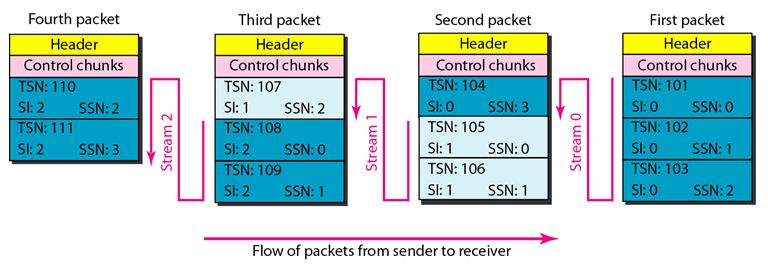 Fourth packet
Header
Control chunks
TSN: 110
SI: 2 SSN: 2
TSN: 111
SI: 2 SSN: 3
Stream 2
Third packet
Header
Control chunks
TSN: 107
SI: 1 SSN: 2
TSN: 108
SI: 2 SSN: 0
TSN: 109
SI: 2 SSN: 1
Stream 1
Second packet
Header
Control chunks
TSN: 104
SI: 0 SSN: 3
TSN: 105
SI: 1 SSN: 0
TSN: 106
SI: 1 SSN: 1
Stream 0
First packet
Header
Control chunks
TSN: 101
SI: 0 SSN: 0
TSN: 102
SI: 0 SSN: 1
TSN: 103
SI: 0 SSN: 2
Flow of packets from sender to receiver